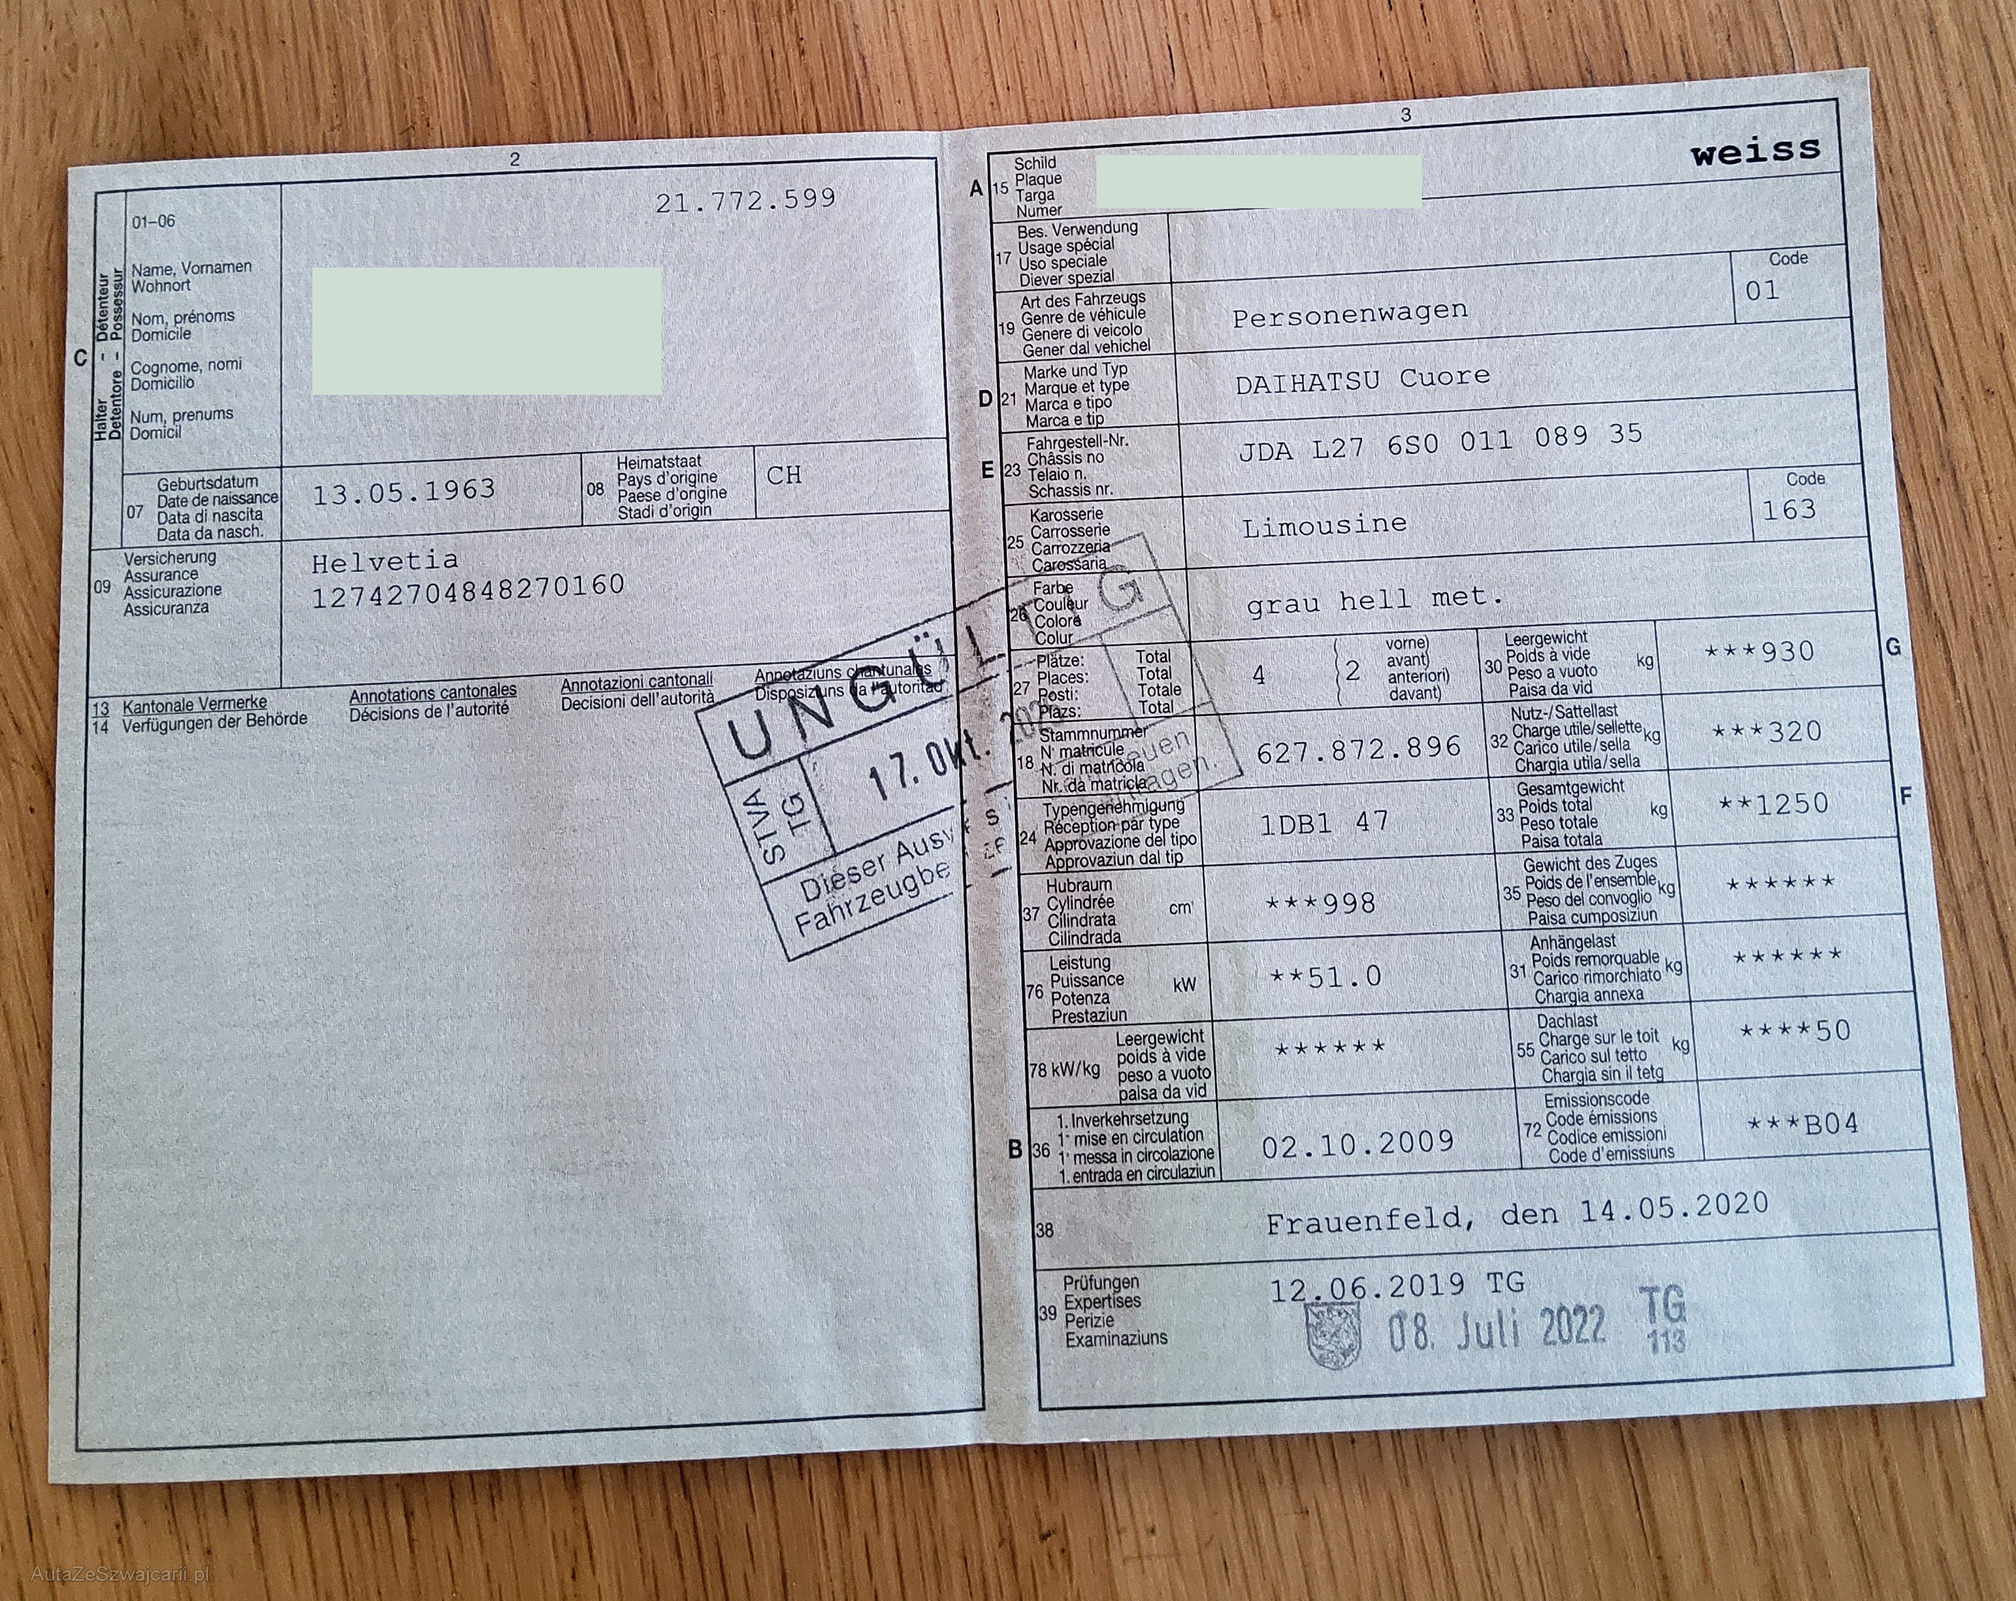 2
21.772.599
C
Halter - Détenteur
Detentore - Possessur
01–06
Name, Vornamen
Wohnort
Nom, prénoms
Domicile
Cognome, nomi
Domicilio
Num, prenums
Domicil
07
Geburtsdatum
Date de naissance
Data di nascita
Data da nasch.
13.05.1963
08
Heimatstaat
Pays d'origine
Paese d'origine
Stadi d'origin
CH
09
Versicherung
Assurance
Assicurazione
Assicuranza
Helvetia
12742704848270160
13 Kantonale Vermerke
14 Verfügungen der Behörde
Annotations cantonales
Décisions de l'autorité
Annotazioni cantonali
Decisioni dell'autorità
Annotaziuns chantunales
Disposiziuns da l'autoritad
UNGÜLTIG
STVA
TG
17. Okt.
Dieser Ausw
Fahrzeugbe
3
weiss
A
15
Schild
Plaque
Targa
Numer
17
Bes. Verwendung
Usage spécial
Uso speciale
Diever spezial
19
Art des Fahrzeugs
Genre de véhicule
Genere di veicolo
Gener dal vehichel
Personenwagen
Code
01
D
21
Marke und Typ
Marque et type
Marca e tipo
Marca e tip
DAIHATSU Cuore
E
23
Fahrgestell-Nr.
Châssis no
Telaio n.
Schassis nr.
JDA L27 6S0 011 089 35
25
Karosserie
Carrosserie
Carrozzeria
Carossaria
Limousine
Code
163
26
Farbe
Couleur
Colore
Colur
grau hell met.
27
Plätze: Total
Places: Total
Posti: Totale
Plazs: Total
4
2
vorne)
avant)
anteriori)
davant)
30
Leergewicht
Poids à vide
Peso a vuoto
Paisa da vid
kg
***930
G
18
Stammnummer
N° matricule
N. di matricola
Nr. da matricla
627.872.896
32
Nutz-/Sattellast
Charge utile/sellette
Carico utile/sella
Chargia utila/sella
kg
***320
24
Typengenehmigung
Réception par type
Approvazione del tipo
Approvaziun dal tip
1DB1 47
33
Gesamtgewicht
Poids total
Peso totale
Paisa totala
kg
**1250
F
37
Hubraum
Cylindrée
Cilindrata
Cilindrada
cm³
***998
35
Gewicht des Zuges
Poids de l'ensemble
Peso del convoglio
Paisa cumposiziun
kg
******
76
Leistung
Puissance
Potenza
Prestaziun
kW
**51.0
31
Anhängelast
Poids remorquable
Carico rimorchiato
Chargia annexa
kg
******
78 kW/kg
Leergewicht
poids à vide
peso a vuoto
paisa da vid
******
55
Dachlast
Charge sur le toit
Carico sul tetto
Chargia sin il tetg
kg
****50
B
36
1. Inverkehrsetzung
1re mise en circulation
1a messa in circolazione
1. entrada en circulaziun
02.10.2009
72
Emissionscode
Code émissions
Codice emissioni
Code d'emissiuns
***B04
38
Frauenfeld, den 14.05.2020
39
Prüfungen
Expertises
Perizie
Examinaziuns
12.06.2019 TG
08. Juli 2022 TG
113
AutaZeSzwajcarii.pl